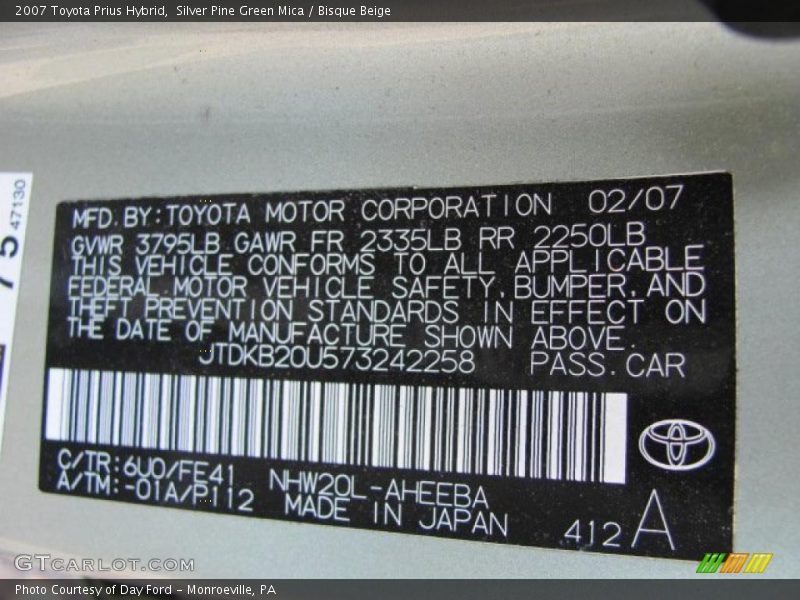 2007 Toyota Prius Hybrid, Silver Pine Green Mica / Bisque Beige
47130
75
MFD. BY: TOYOTA MOTOR CORPORATION 02/07
GVWR 3795LB GAWR FR 2335LB RR 2250LB
THIS VEHICLE CONFORMS TO ALL APPLICABLE
FEDERAL MOTOR VEHICLE SAFETY, BUMPER, AND
THEFT PREVENTION STANDARDS IN EFFECT ON
THE DATE OF MANUFACTURE SHOWN ABOVE.
JTDKB20U573242258 PASS. CAR
C/TR: 6U0/FE41 NHW20L-AHEEBA
A/TM: -01A/P112 MADE IN JAPAN 412 A
GTCARLOT.COM
Photo Courtesy of Day Ford – Monroeville, PA